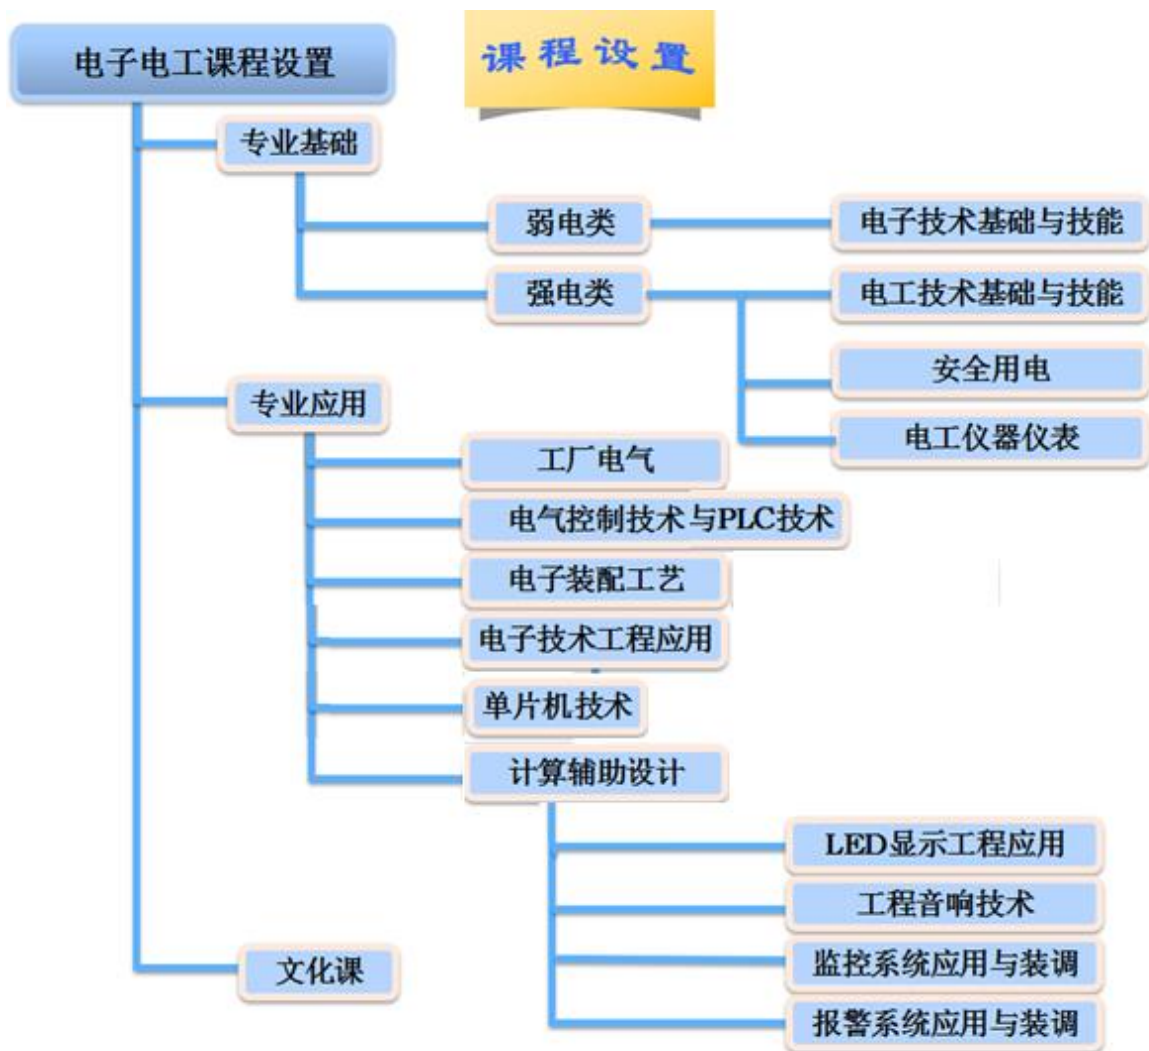 电子电工课程设置
课程设置
专业基础
弱电类
电子技术基础与技能
强电类
电工技术基础与技能
安全用电
电工仪器仪表
专业应用
工厂电气
电气控制技术与PLC技术
电子装配工艺
电子技术工程应用
单片机技术
计算辅助设计
LED显示工程应用
工程音响技术
监控系统应用与装调
报警系统应用与装调
文化课